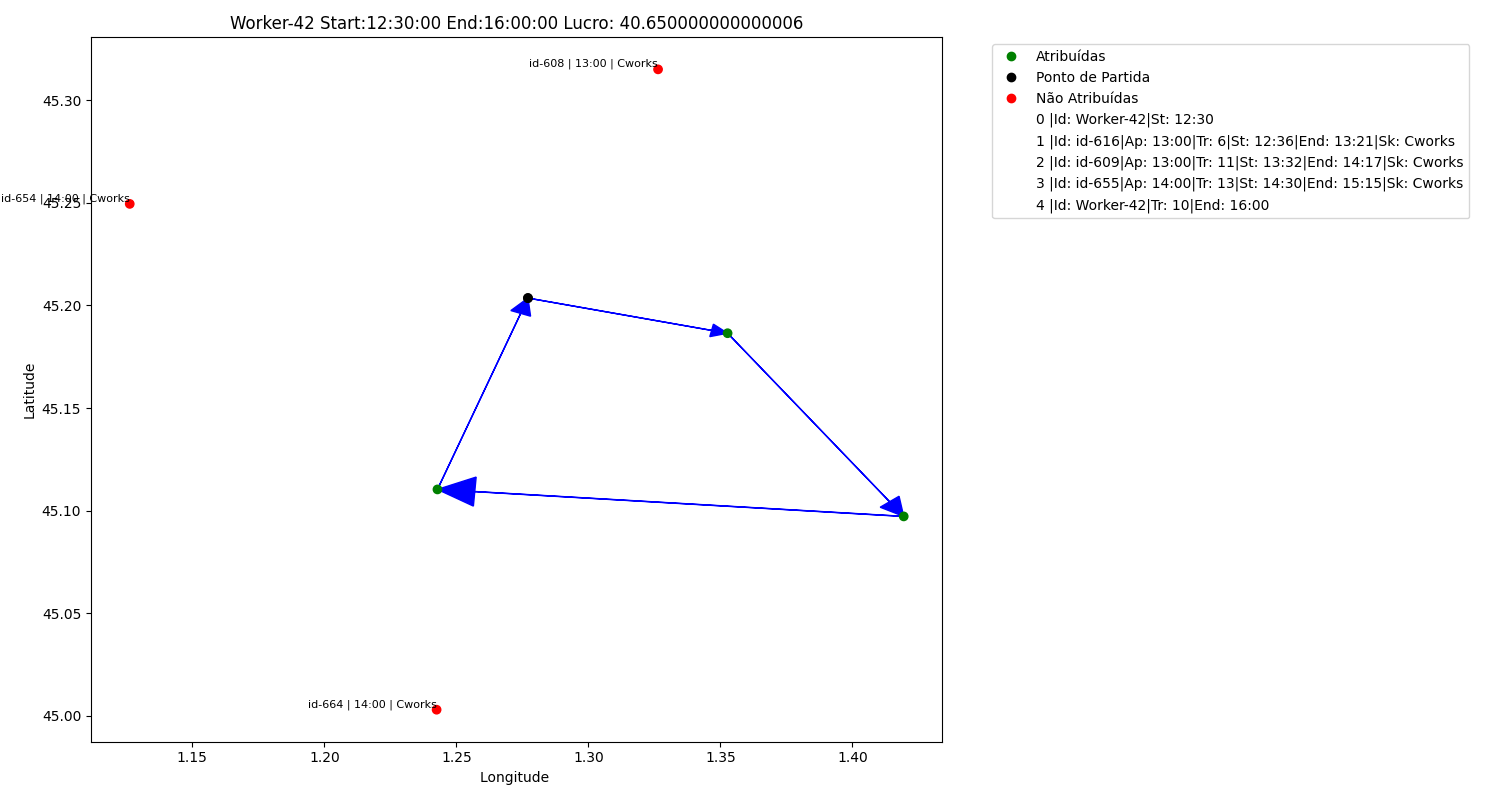 Worker-42 Start:12:30:00 End:16:00:00 Lucro: 40.650000000000006
id-608 | 13:00 | Cworks
45.30
id-654 | 14:00 | Cworks
45.25
45.20
45.15
45.10
45.05
45.00
id-664 | 14:00 | Cworks
Latitude
1.15
1.20
1.25
1.30
1.35
1.40
Longitude
Atribuídas
Ponto de Partida
Não Atribuídas
0 |Id: Worker-42|St: 12:30
1 |Id: id-616|Ap: 13:00|Tr: 6|St: 12:36|End: 13:21|Sk: Cworks
2 |Id: id-609|Ap: 13:00|Tr: 11|St: 13:32|End: 14:17|Sk: Cworks
3 |Id: id-655|Ap: 14:00|Tr: 13|St: 14:30|End: 15:15|Sk: Cworks
4 |Id: Worker-42|Tr: 10|End: 16:00